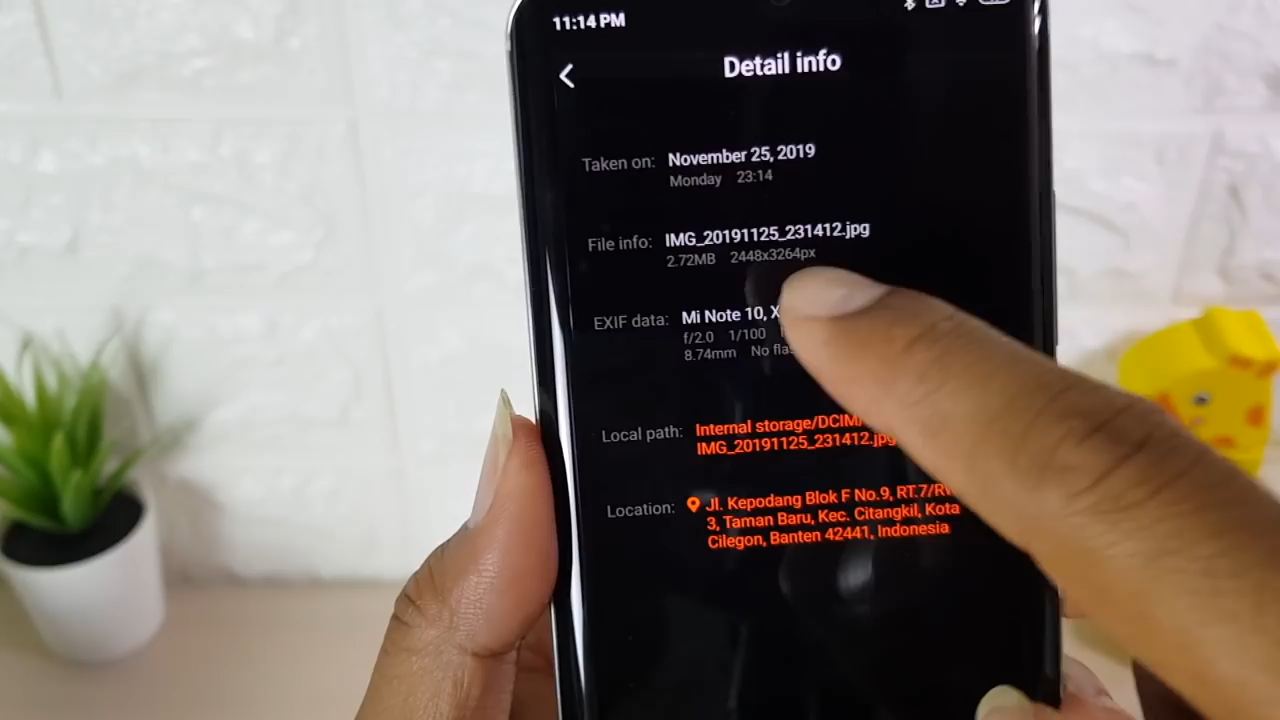 11:14 PM
Detail info
Taken on: November 25, 2019
Monday 23:14
File info: IMG_20191125_231412.jpg
2.72MB 2448x3264px
EXIF data: Mi Note 10, X
f/2.0 1/100
8.74mm No
Local path: Internal storage/DCIM/
IMG_20191125_231412.jpg
Location: Jl. Kepodang Blok F No.9, RT.7/RW
3, Taman Baru, Kec. Citangkil, Kota
Cilegon, Banten 42441, Indonesia